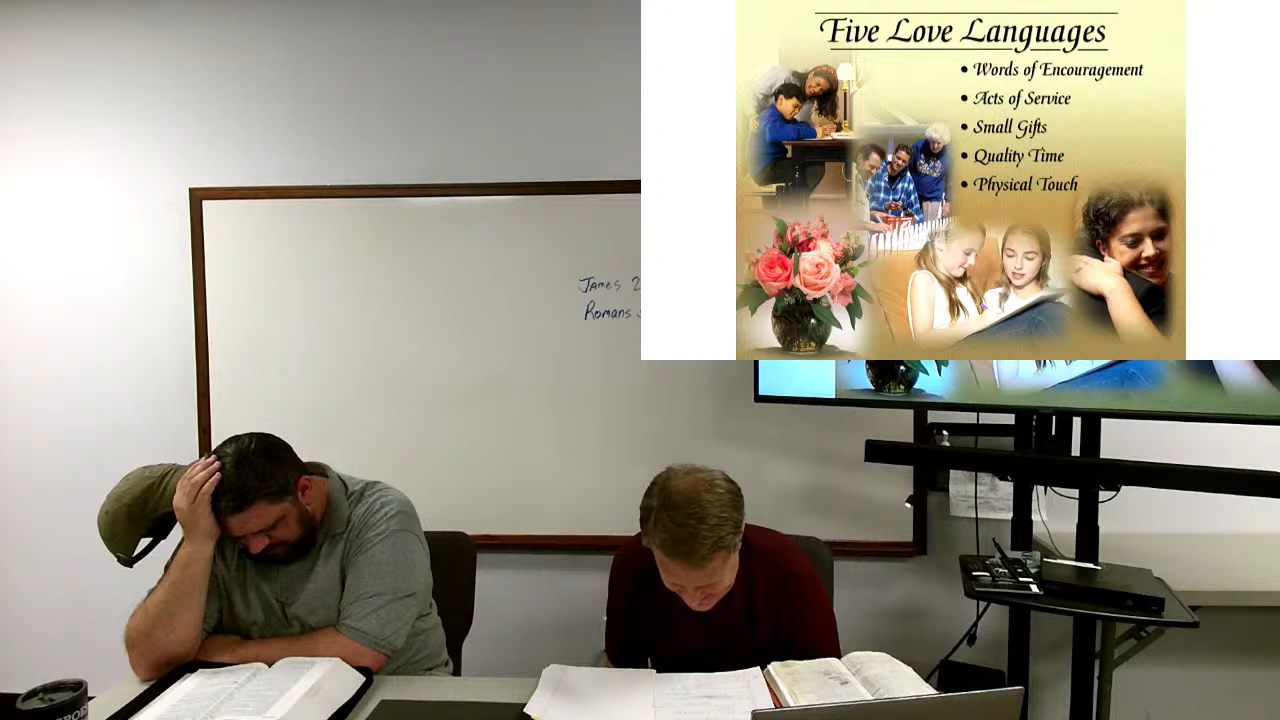 Five Love Languages
• Words of Encouragement
• Acts of Service
• Small Gifts
• Quality Time
• Physical Touch
James 2
Romans